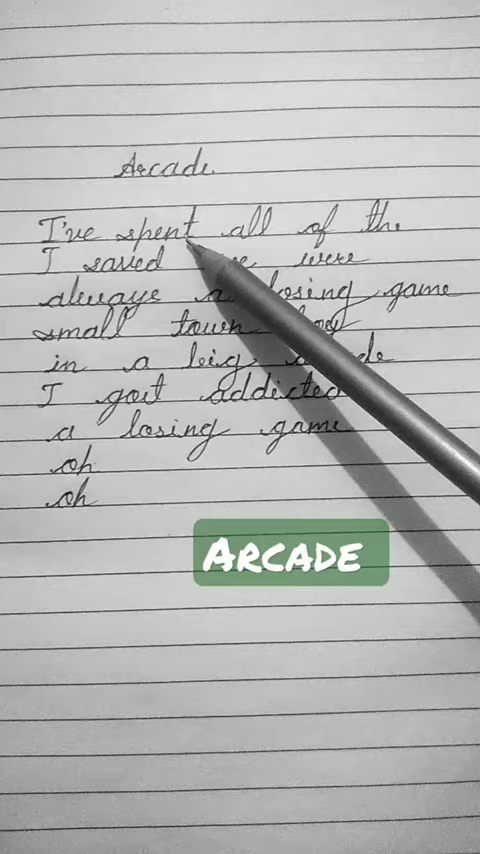 Arcade
I've spent all of the
I saved were
always a losing game
small town boy
in a big
I got addicted
a losing game
oh
oh
ARCADE